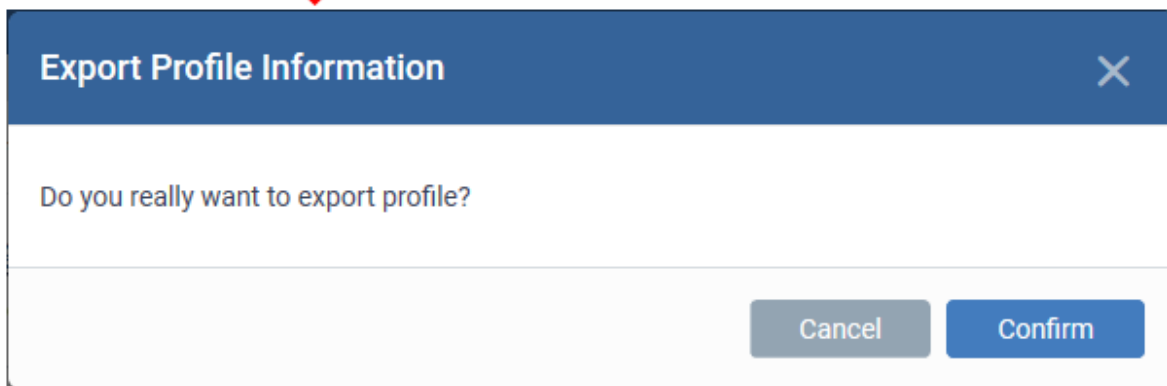 Export Profile Information
Do you really want to export profile?
Cancel Confirm